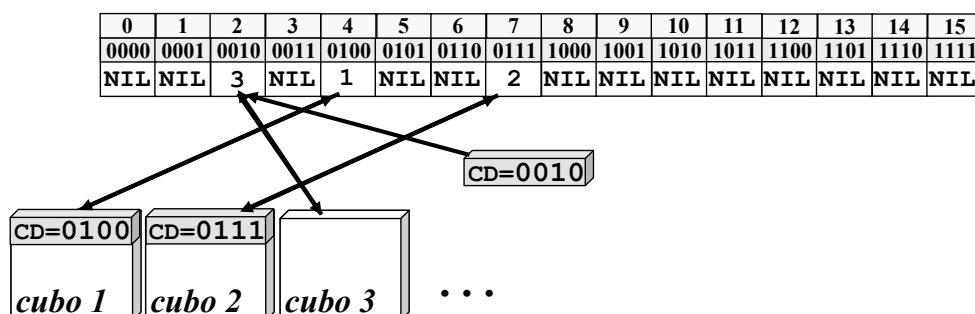 0 1 2 3 4 5 6 7 8 9 10 11 12 13 14 15
0000 0001 0010 0011 0100 0101 0110 0111 1000 1001 1010 1011 1100 1101 1110 1111
NIL NIL 3 NIL 1 NIL NIL 2 NIL NIL NIL NIL NIL NIL NIL NIL
CD=0010
CD=0100 CD=0111
cubo 1 cubo 2 cubo 3 ...